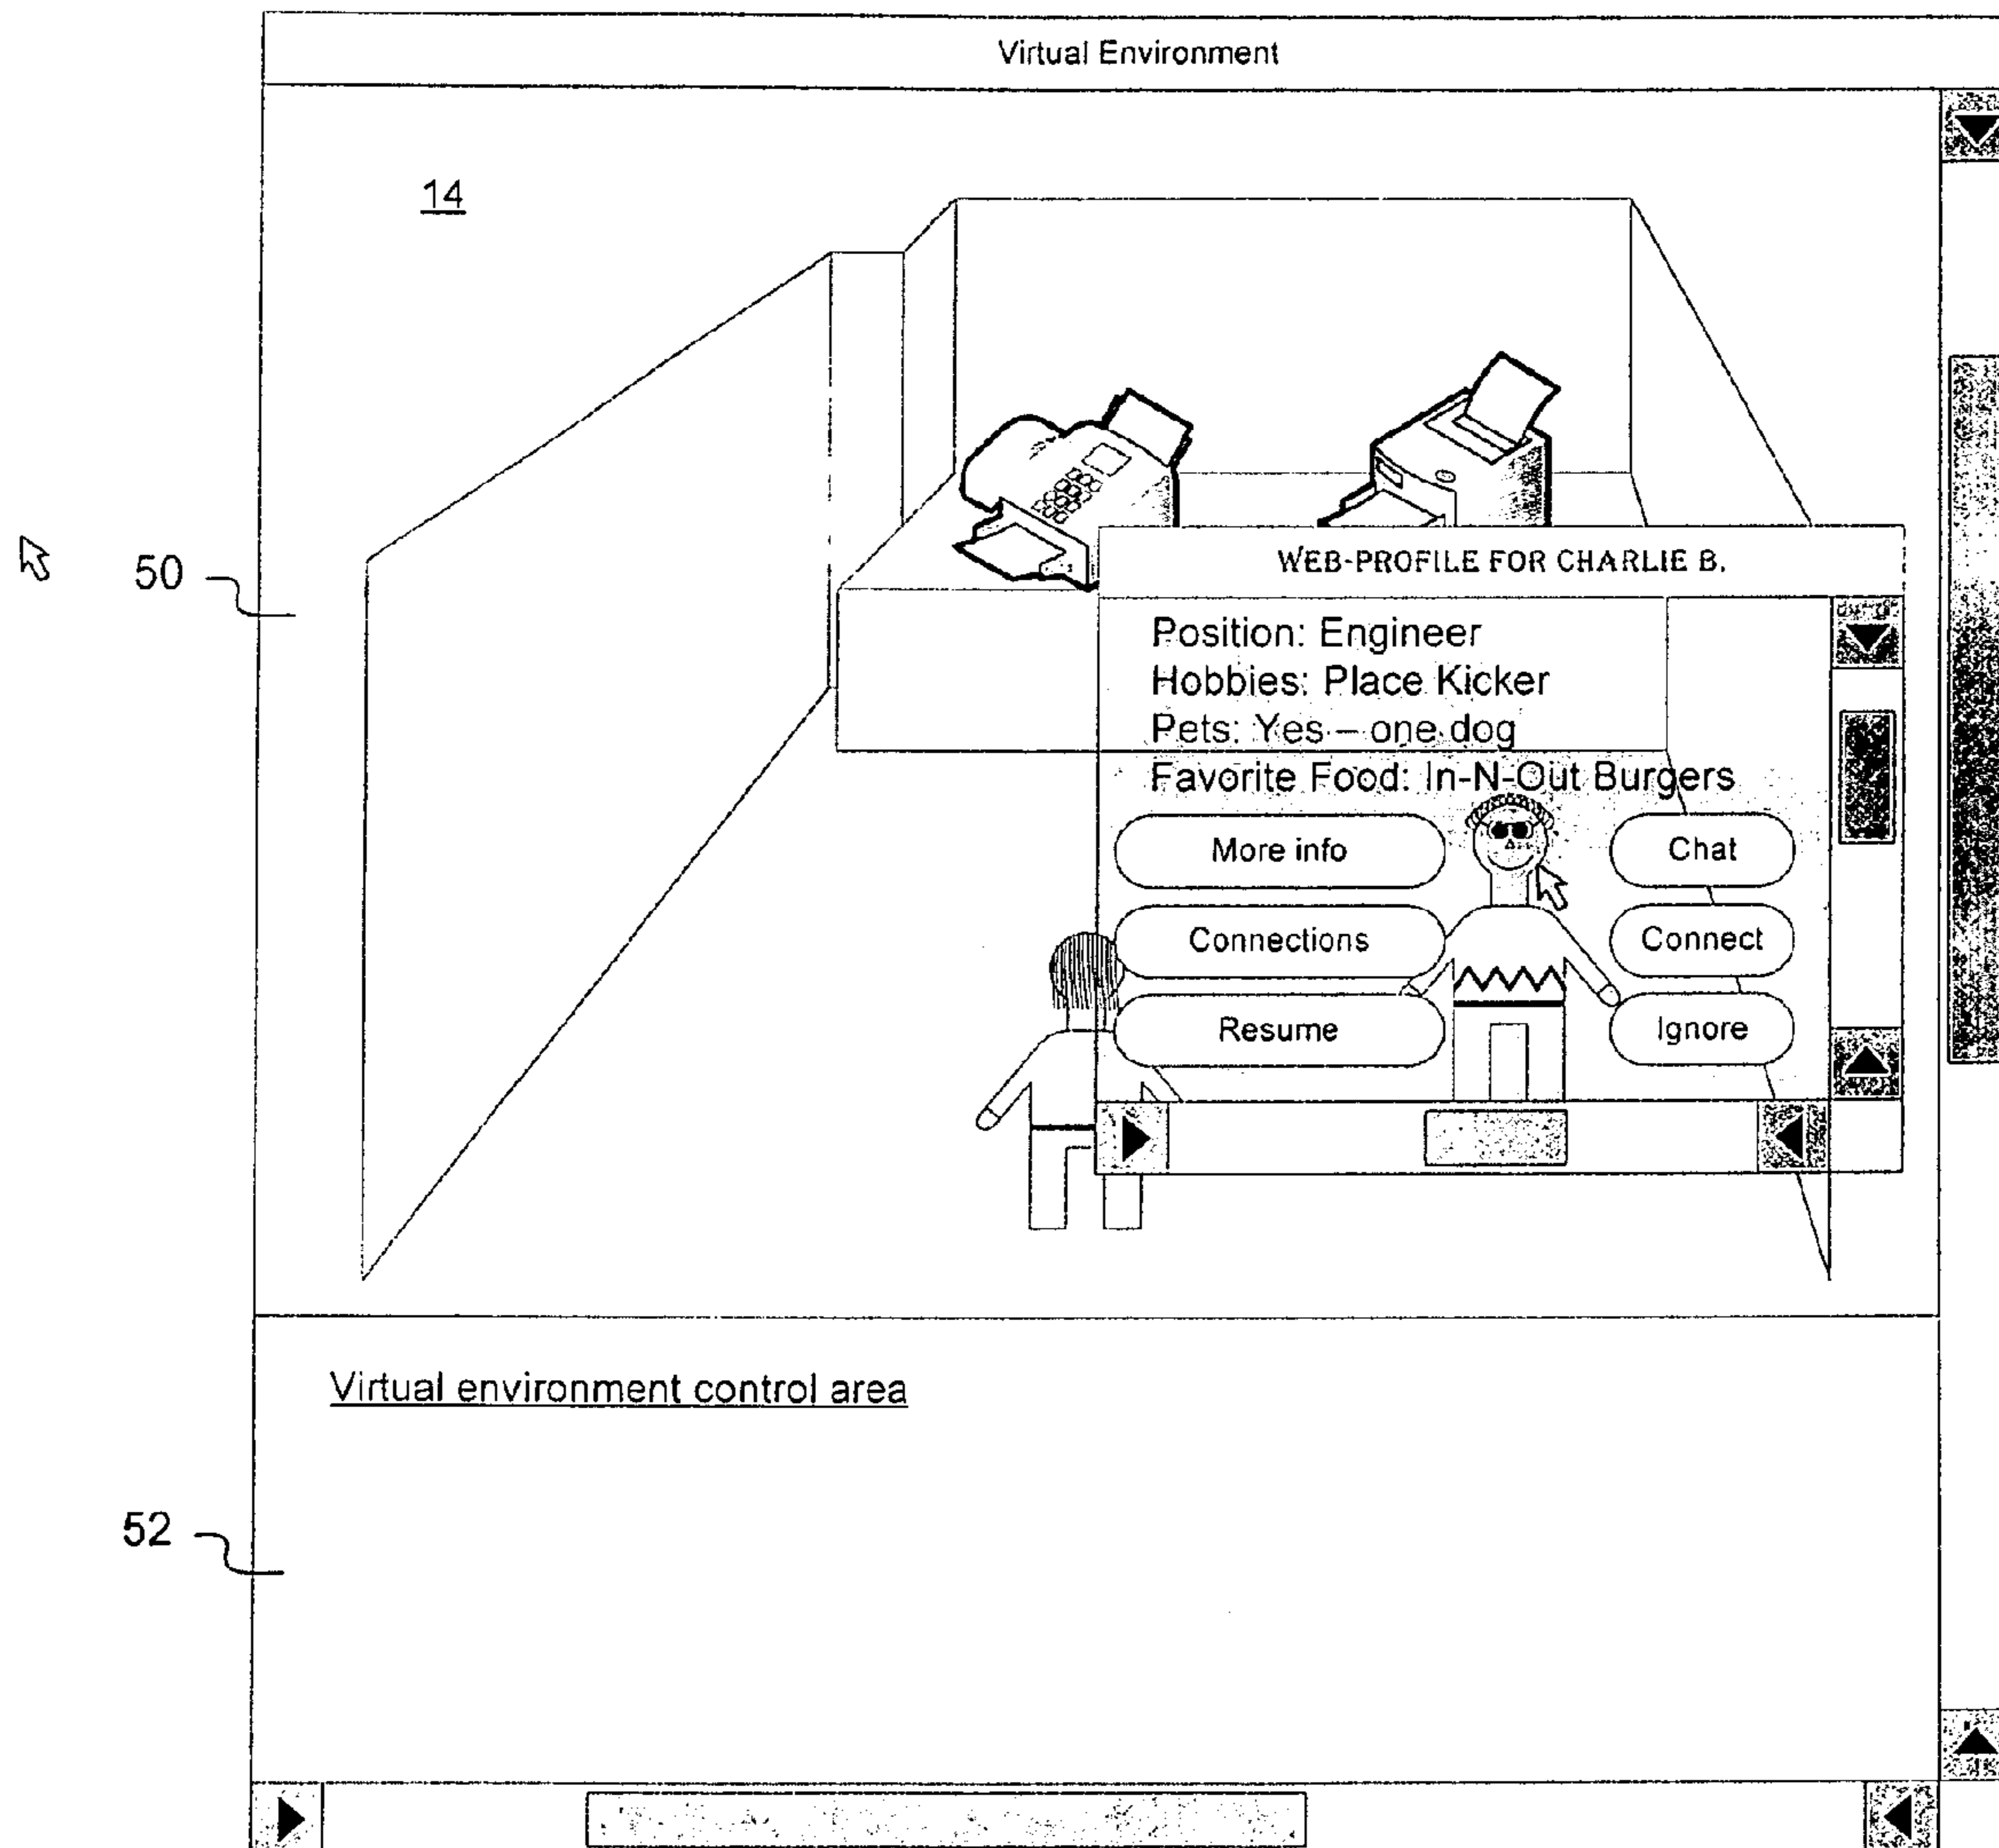 Virtual Environment
14
50
WEB-PROFILE FOR CHARLIE B.
Position: Engineer
Hobbies: Place Kicker
Pets: Yes – one dog
Favorite Food: In-N-Out Burgers
More info
Chat
Connections
Connect
Resume
Ignore
Virtual environment control area
52